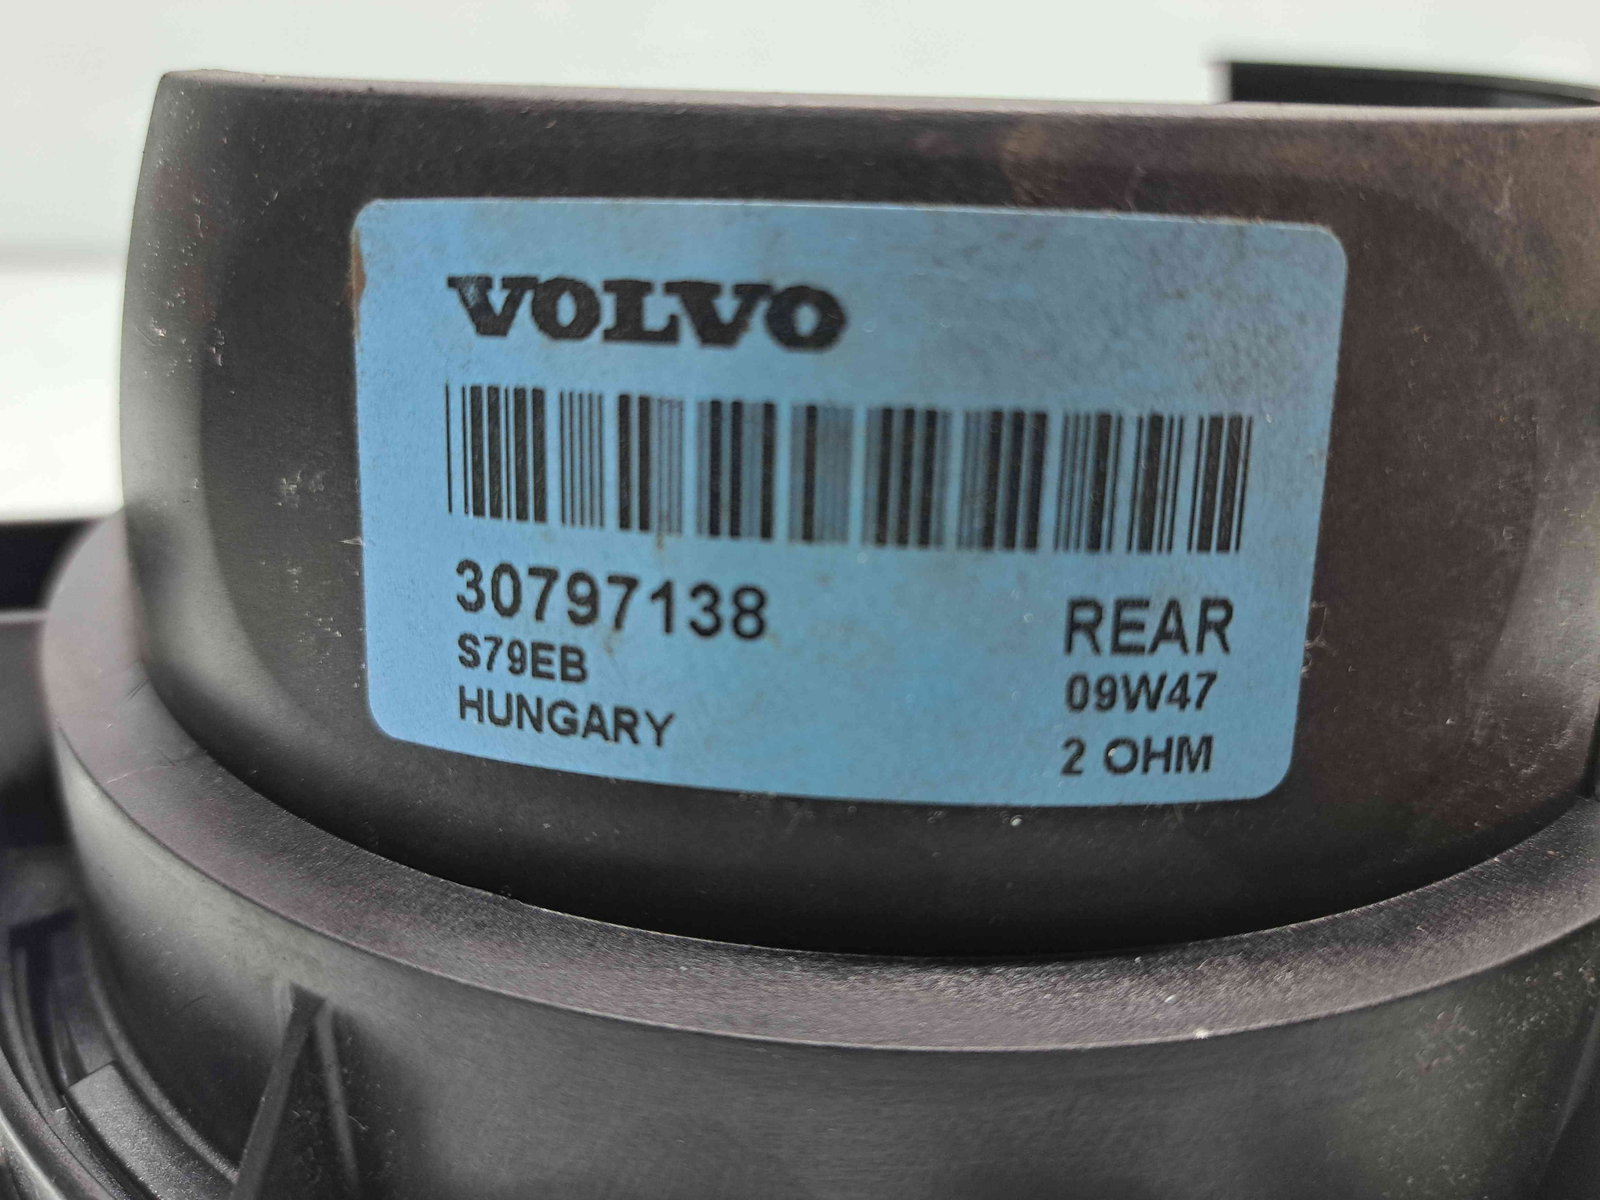 VOLVO
30797138
REAR
S79EB
09W47
HUNGARY
2 OHM